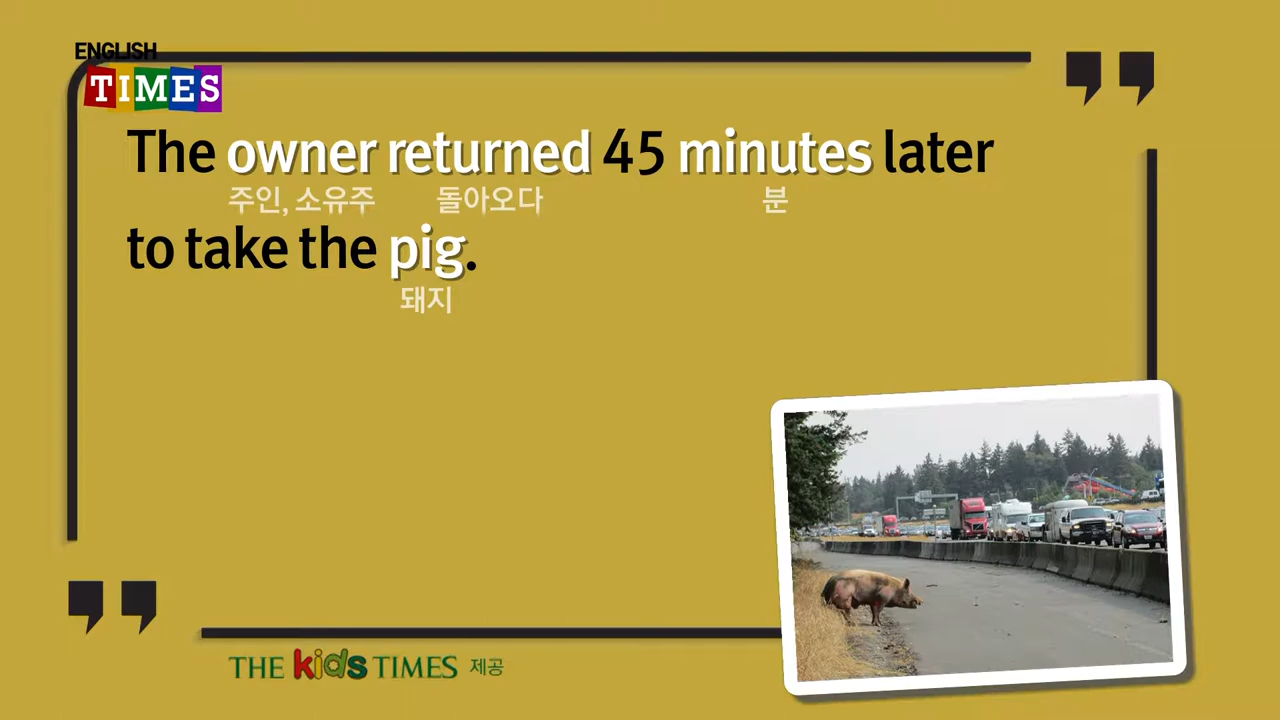 ENGLISH
TIMES
The owner returned 45 minutes later
주인, 소유주 돌아오다 분
to take the pig.
돼지
THE kids TIMES 제공